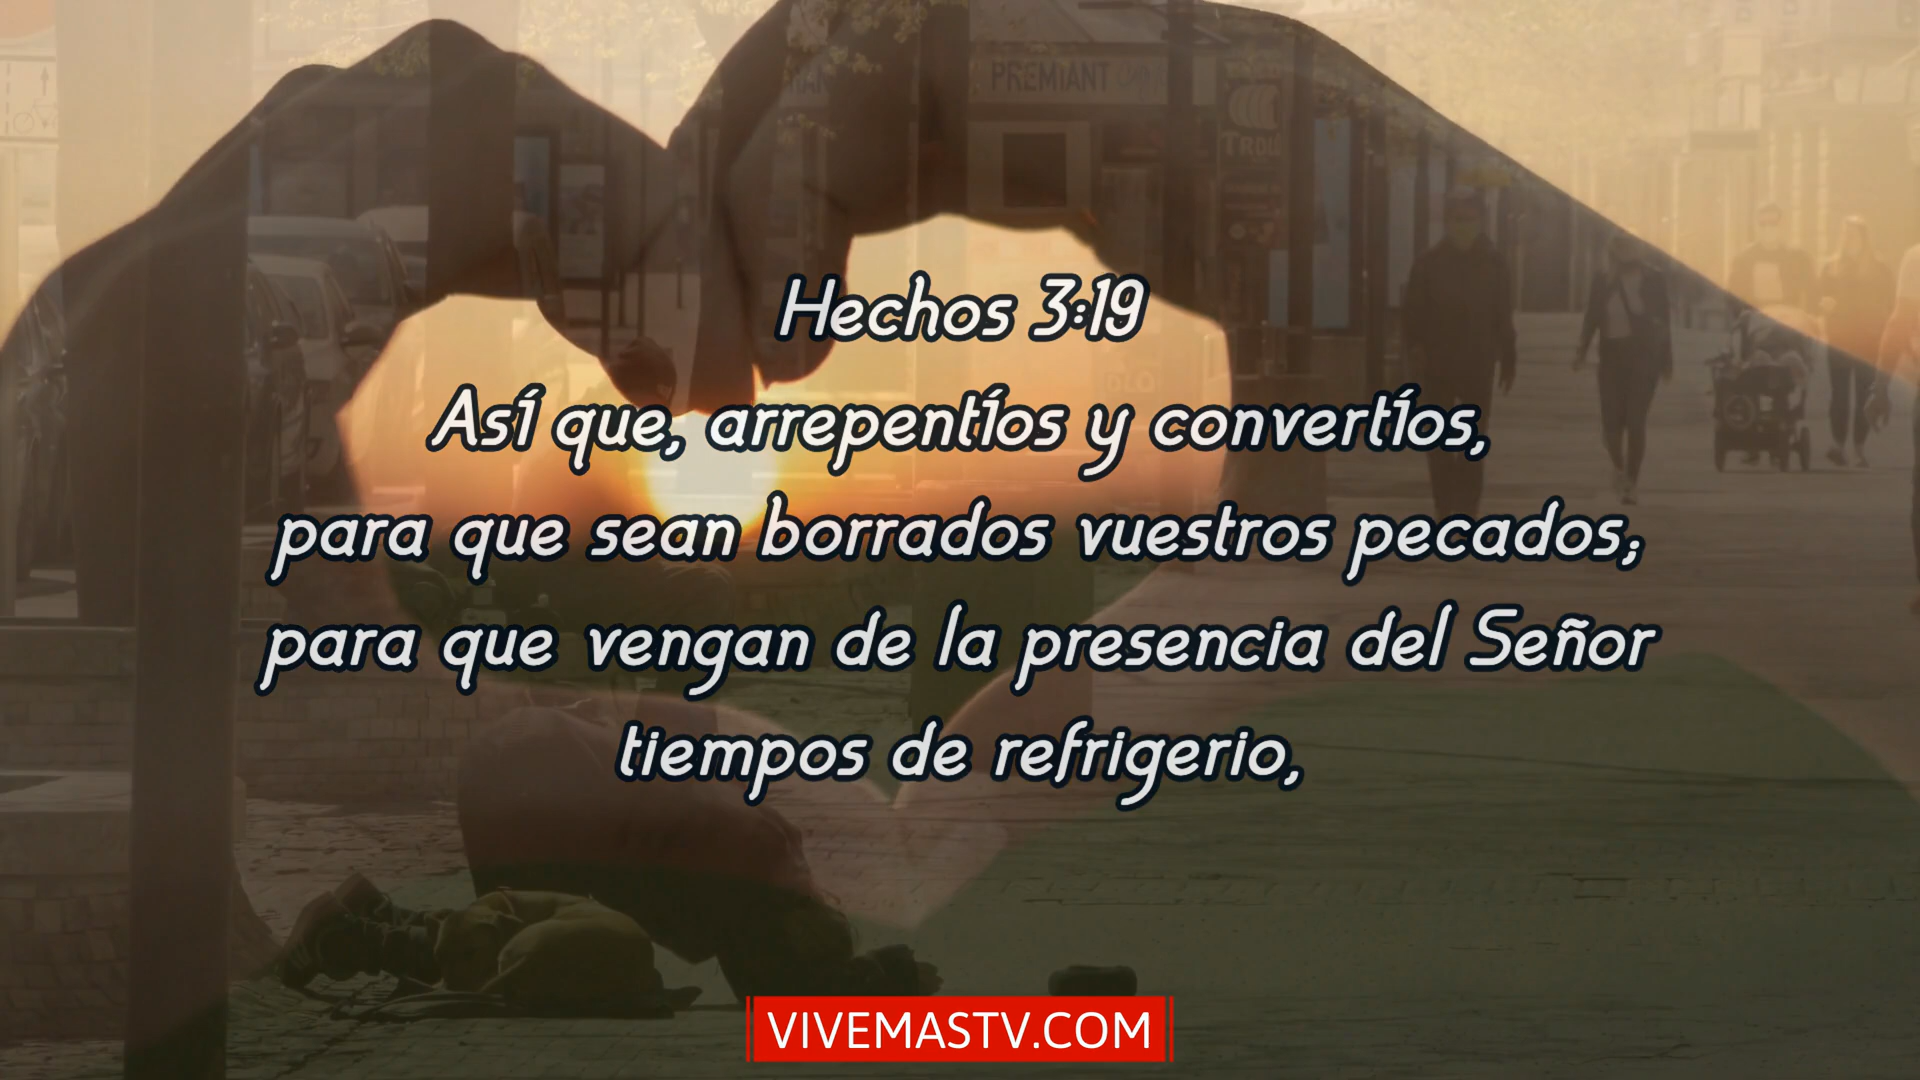 PREMIANT
Hechos 3:19
Así que, arrepentíos y convertíos,
para que sean borrados vuestros pecados;
para que vengan de la presencia del Señor
tiempos de refrigerio,
VIVEMASTV.COM